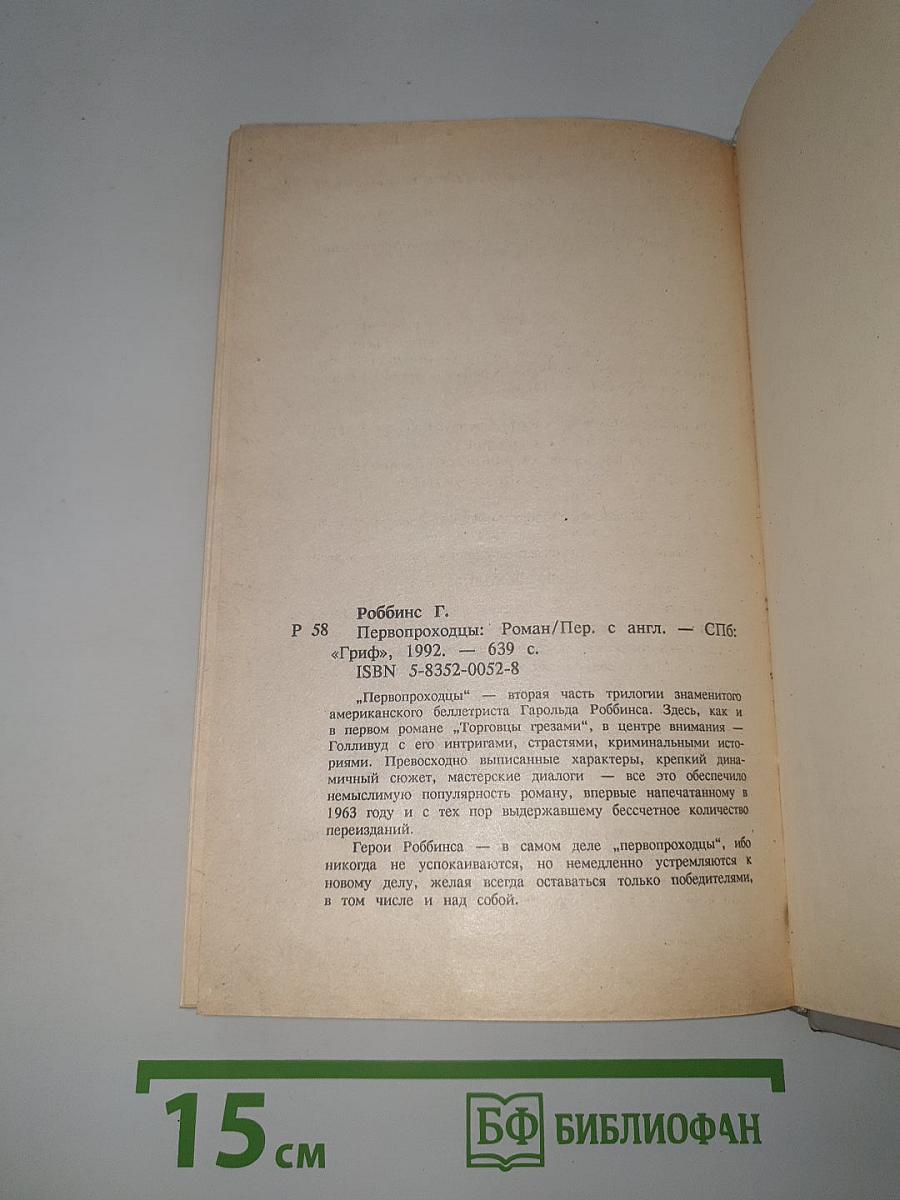 Роббинс Г.
Р 58 Первопроходцы: Роман/Пер. с англ. — СПб:
«Гриф», 1992. — 639 с.
ISBN 5-8352-0052-8
„Первопроходцы“ — вторая часть трилогии знаменитого
американского беллетриста Гарольда Роббинса. Здесь, как и
в первом романе „Торговцы грезами“, в центре внимания —
Голливуд с его интригами, страстями, криминальными исто-
риями. Превосходно выписанные характеры, крепкий дина-
мичный сюжет, мастерские диалоги — все это обеспечило
немыслимую популярность роману, впервые напечатанному в
1963 году и с тех пор выдержавшему бессчетное количество
переизданий.
Герои Роббинса — в самом деле „первопроходцы“, ибо
никогда не успокаиваются, но немедленно устремляются к
новому делу, желая всегда оставаться только победителями,
в том числе и над собой.
15 см
БФ БИБЛИОФАН